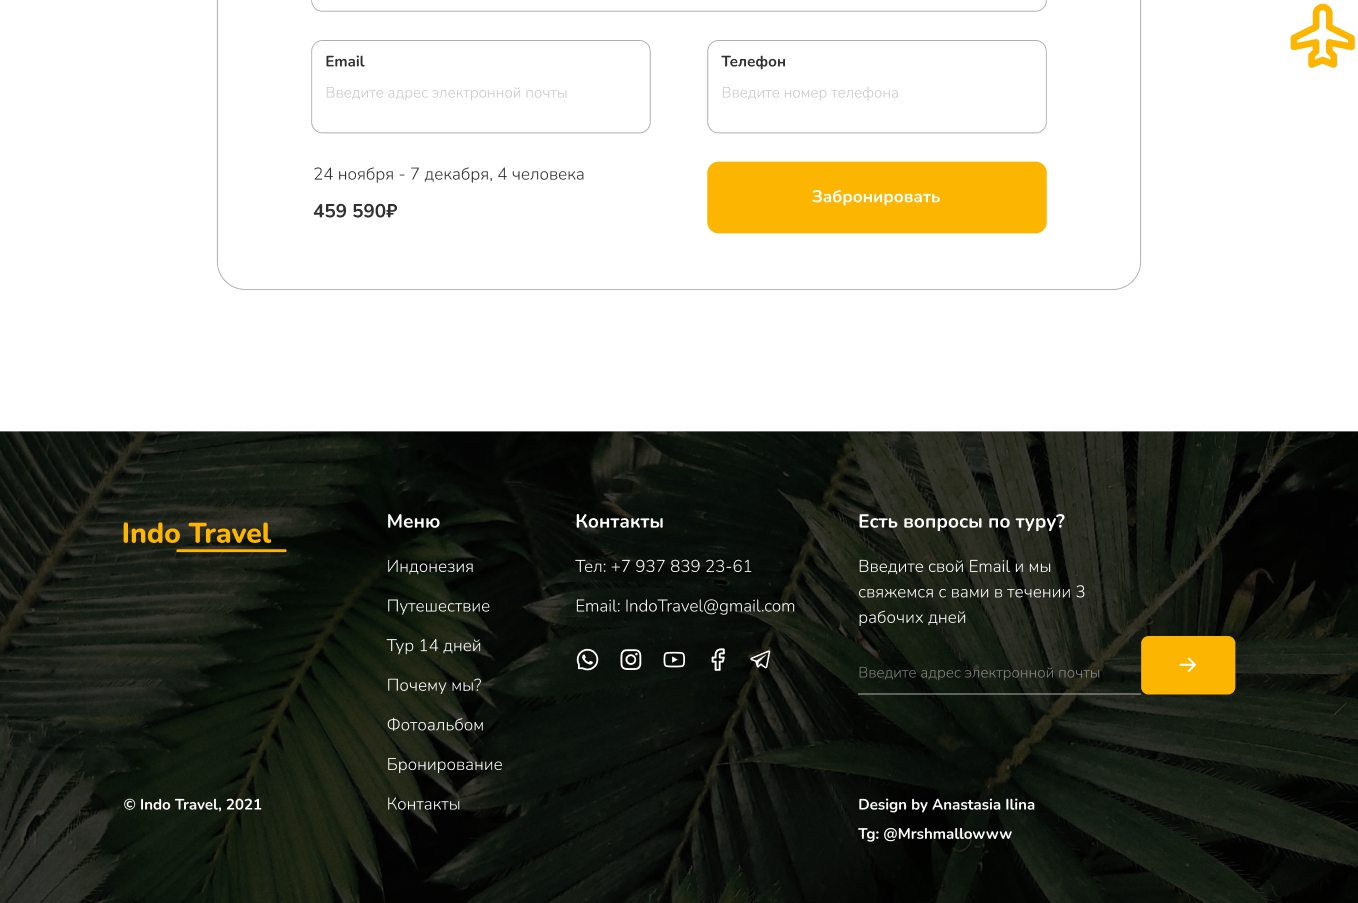 Email
Введите адрес электронной почты
Телефон
Введите номер телефона
24 ноября - 7 декабря, 4 человека
459 590₽
Забронировать
Indo Travel
© Indo Travel, 2021
Меню
Индонезия
Путешествие
Тур 14 дней
Почему мы?
Фотоальбом
Бронирование
Контакты
Контакты
Тел: +7 937 839 23-61
Email: IndoTravel@gmail.com
Есть вопросы по туру?
Введите свой Email и мы
свяжемся с вами в течении 3
рабочих дней
Введите адрес электронной почты
Design by Anastasia Ilina
Tg: @Mrshmallowww